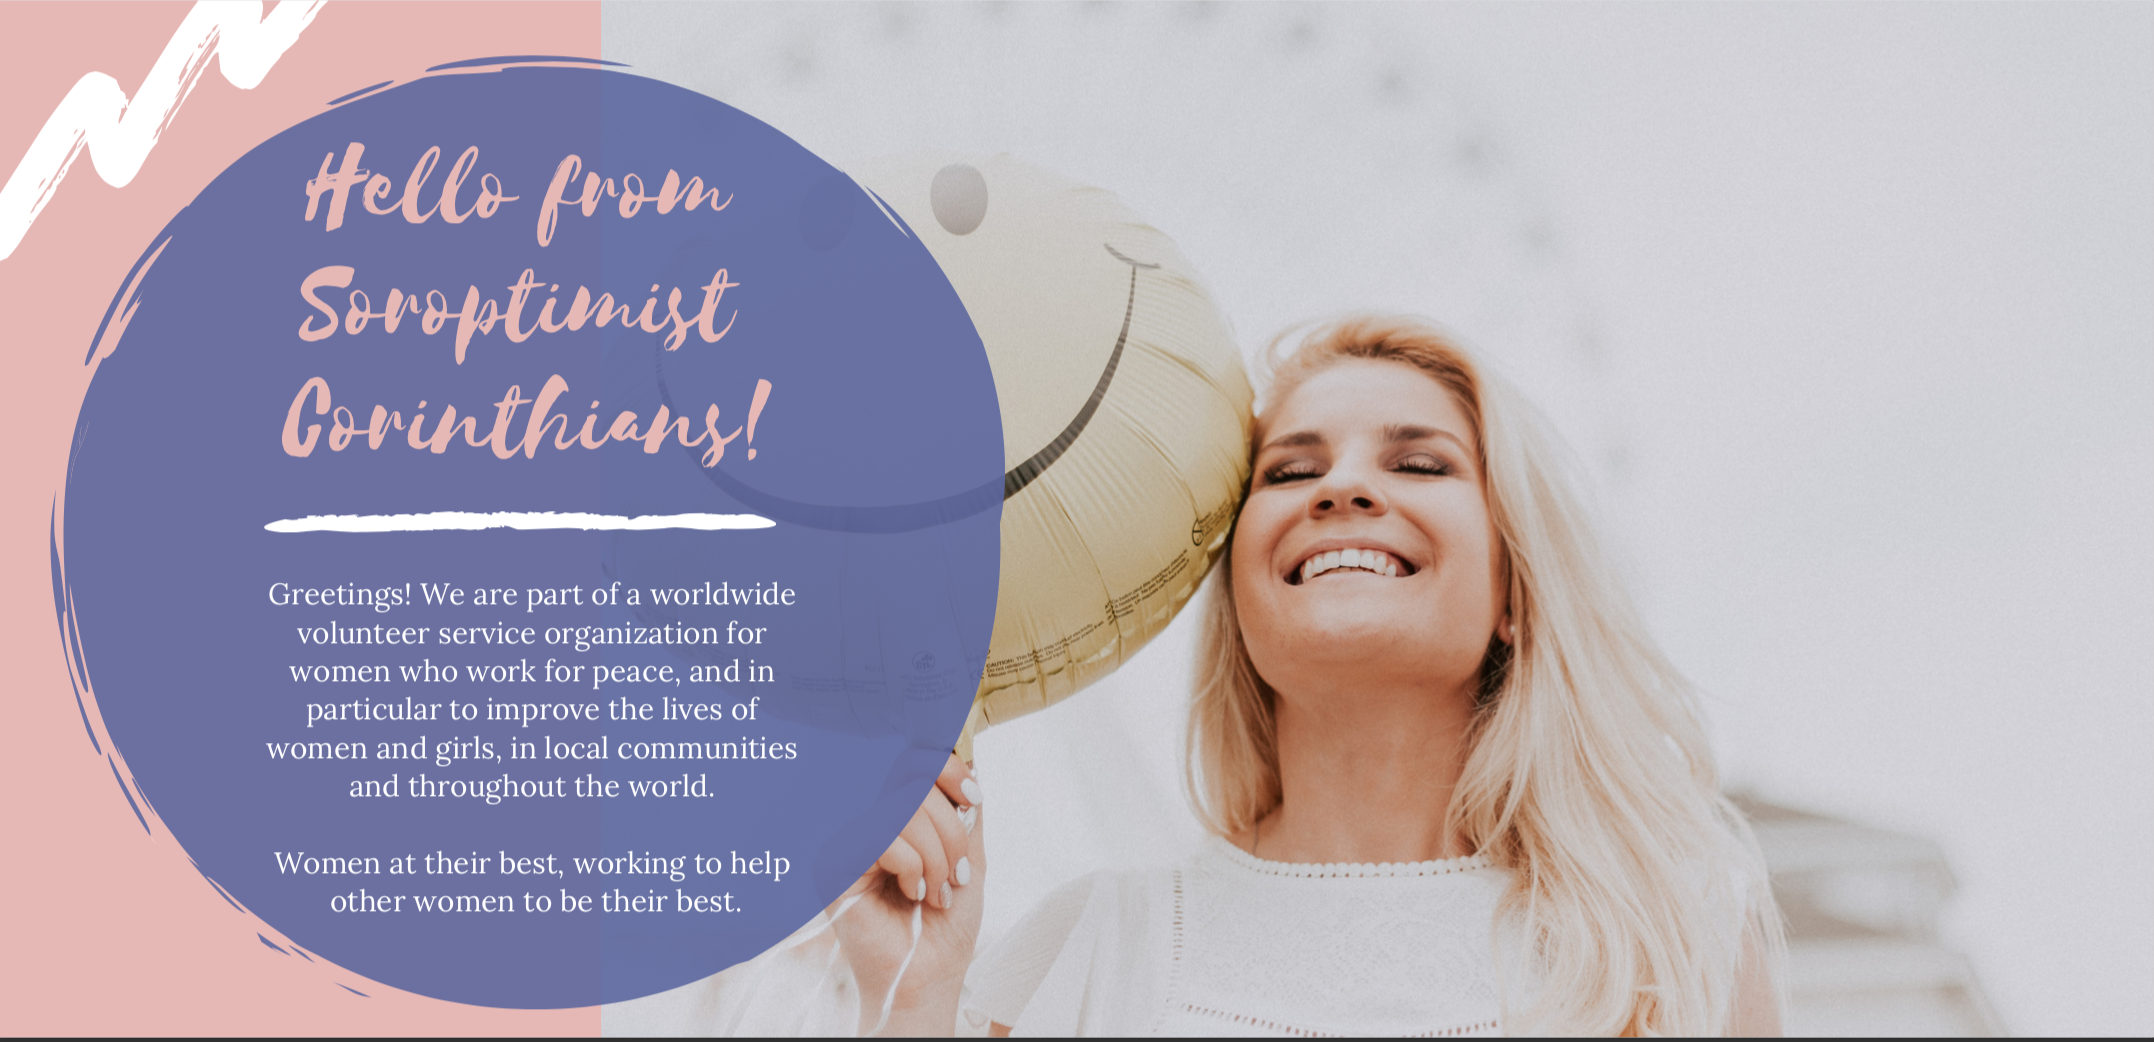 Hello from
Soroptimist
Corinthians!
Greetings! We are part of a worldwide
volunteer service organization for
women who work for peace, and in
particular to improve the lives of
women and girls, in local communities
and throughout the world.
Women at their best, working to help
other women to be their best.